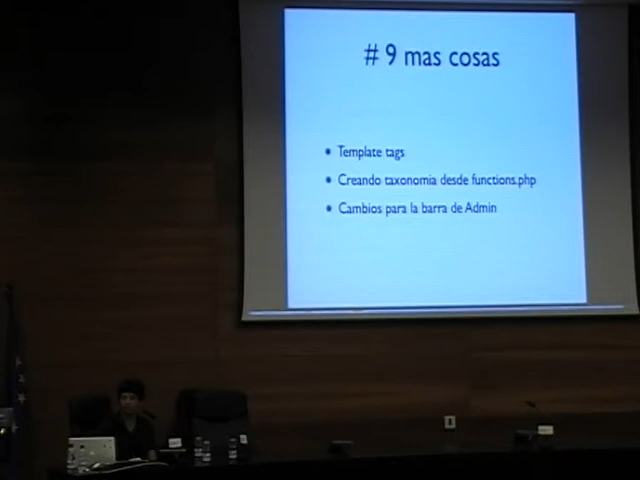 # 9 mas cosas
Template tags
Creando taxonomia desde functions.php
Cambios para la barra de Admin